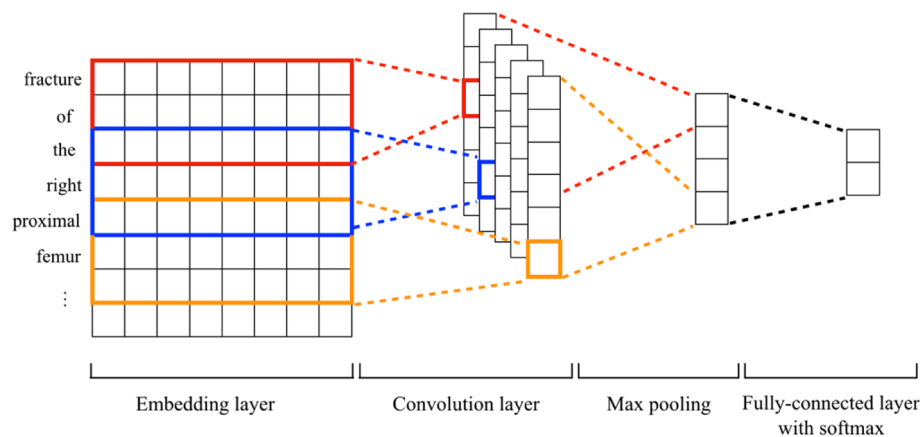 fracture
of
the
right
proximal
femur
⋮
Embedding layer
Convolution layer
Max pooling
Fully-connected layer
with softmax